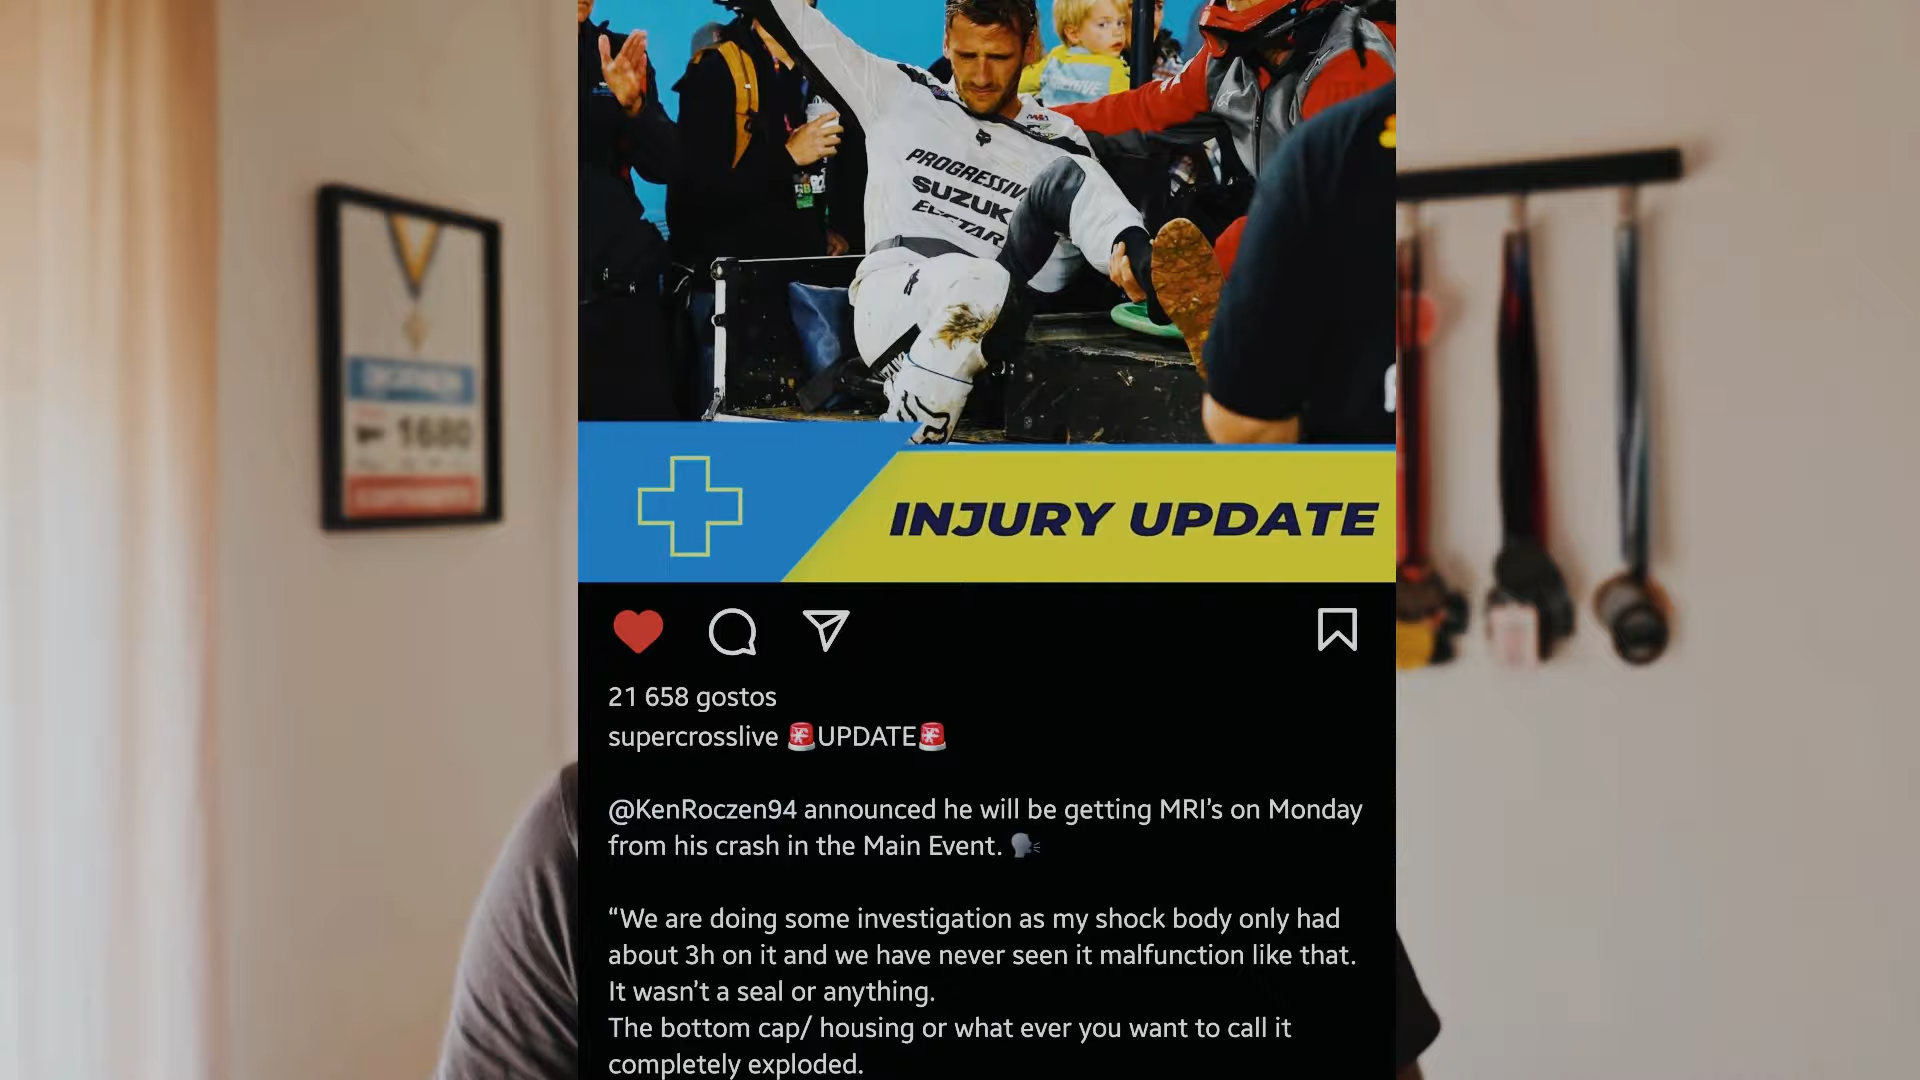 PROGRESSIVE
SUZUKI
ECSTAR
INJURY UPDATE
21 658 gostos
supercrosslive 🚨UPDATE🚨
@KenRoczen94 announced he will be getting MRI’s on Monday
from his crash in the Main Event. 🗣️
“We are doing some investigation as my shock body only had
about 3h on it and we have never seen it malfunction like that.
It wasn’t a seal or anything.
The bottom cap/ housing or what ever you want to call it
completely exploded.
1680